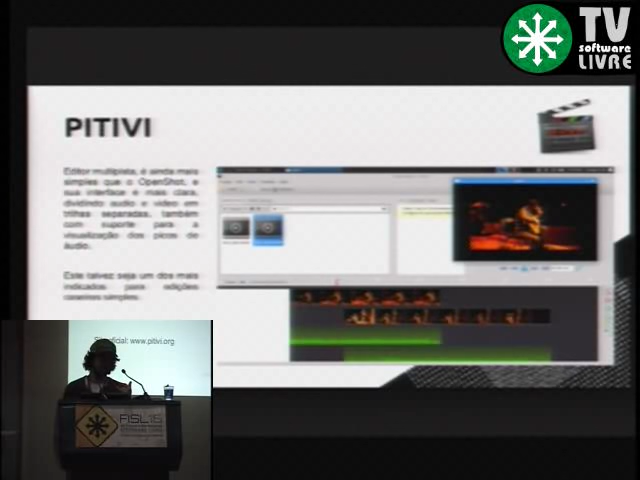 TV
software
LIVRE
PITIVI
Editor multipista, é ainda mais
simples que o OpenShot, e
sua interface é mais clara,
dividindo audio e video em
trilhas separadas, também
com suporte para a
visualização dos picos de
áudio.
Este talvez seja um dos mais
indicados para edições
caseiras simples.
oficial: www.pitivi.org
FISL15